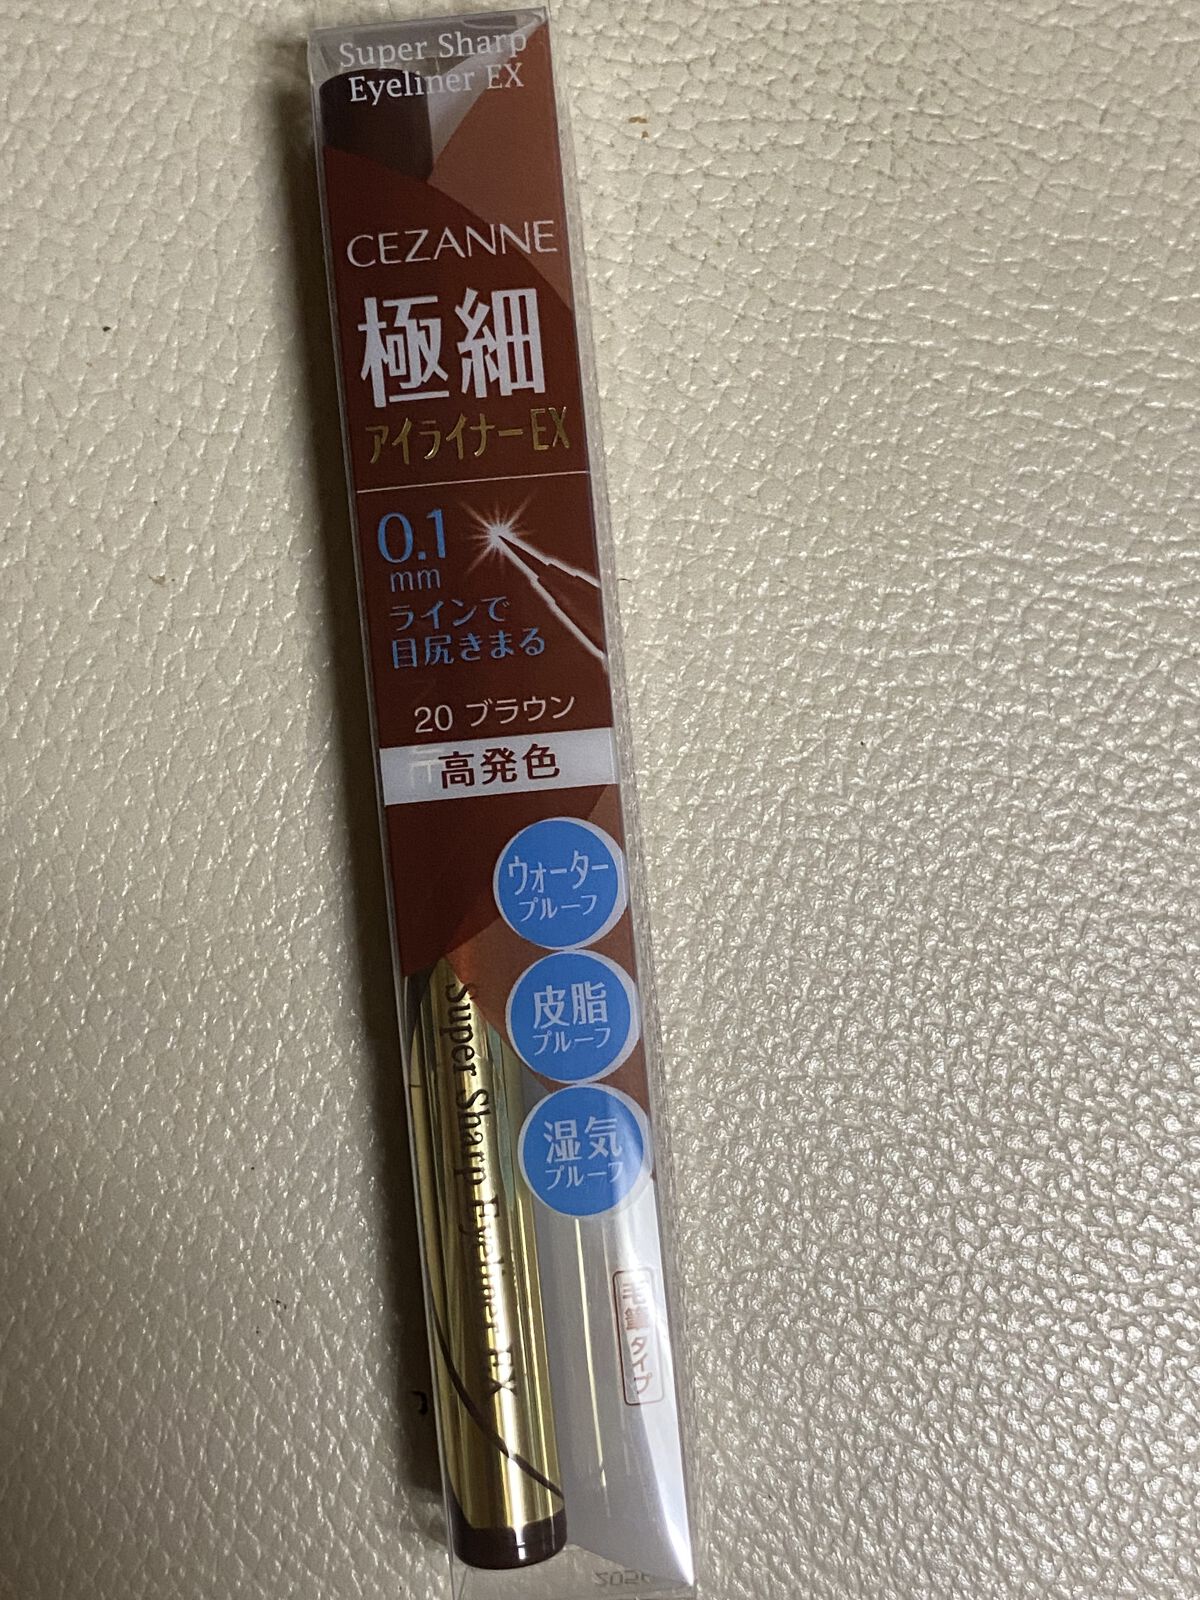 Super Sharp
Eyeliner EX
CEZANNE
極細
アイライナーEX
0.1
mm
ラインで
目尻きまる
20 ブラウン
高発色
ウォーター
プルーフ
皮脂
プルーフ
湿気
プルーフ
Super Sharp Eyeliner EX
毛筆タイプ